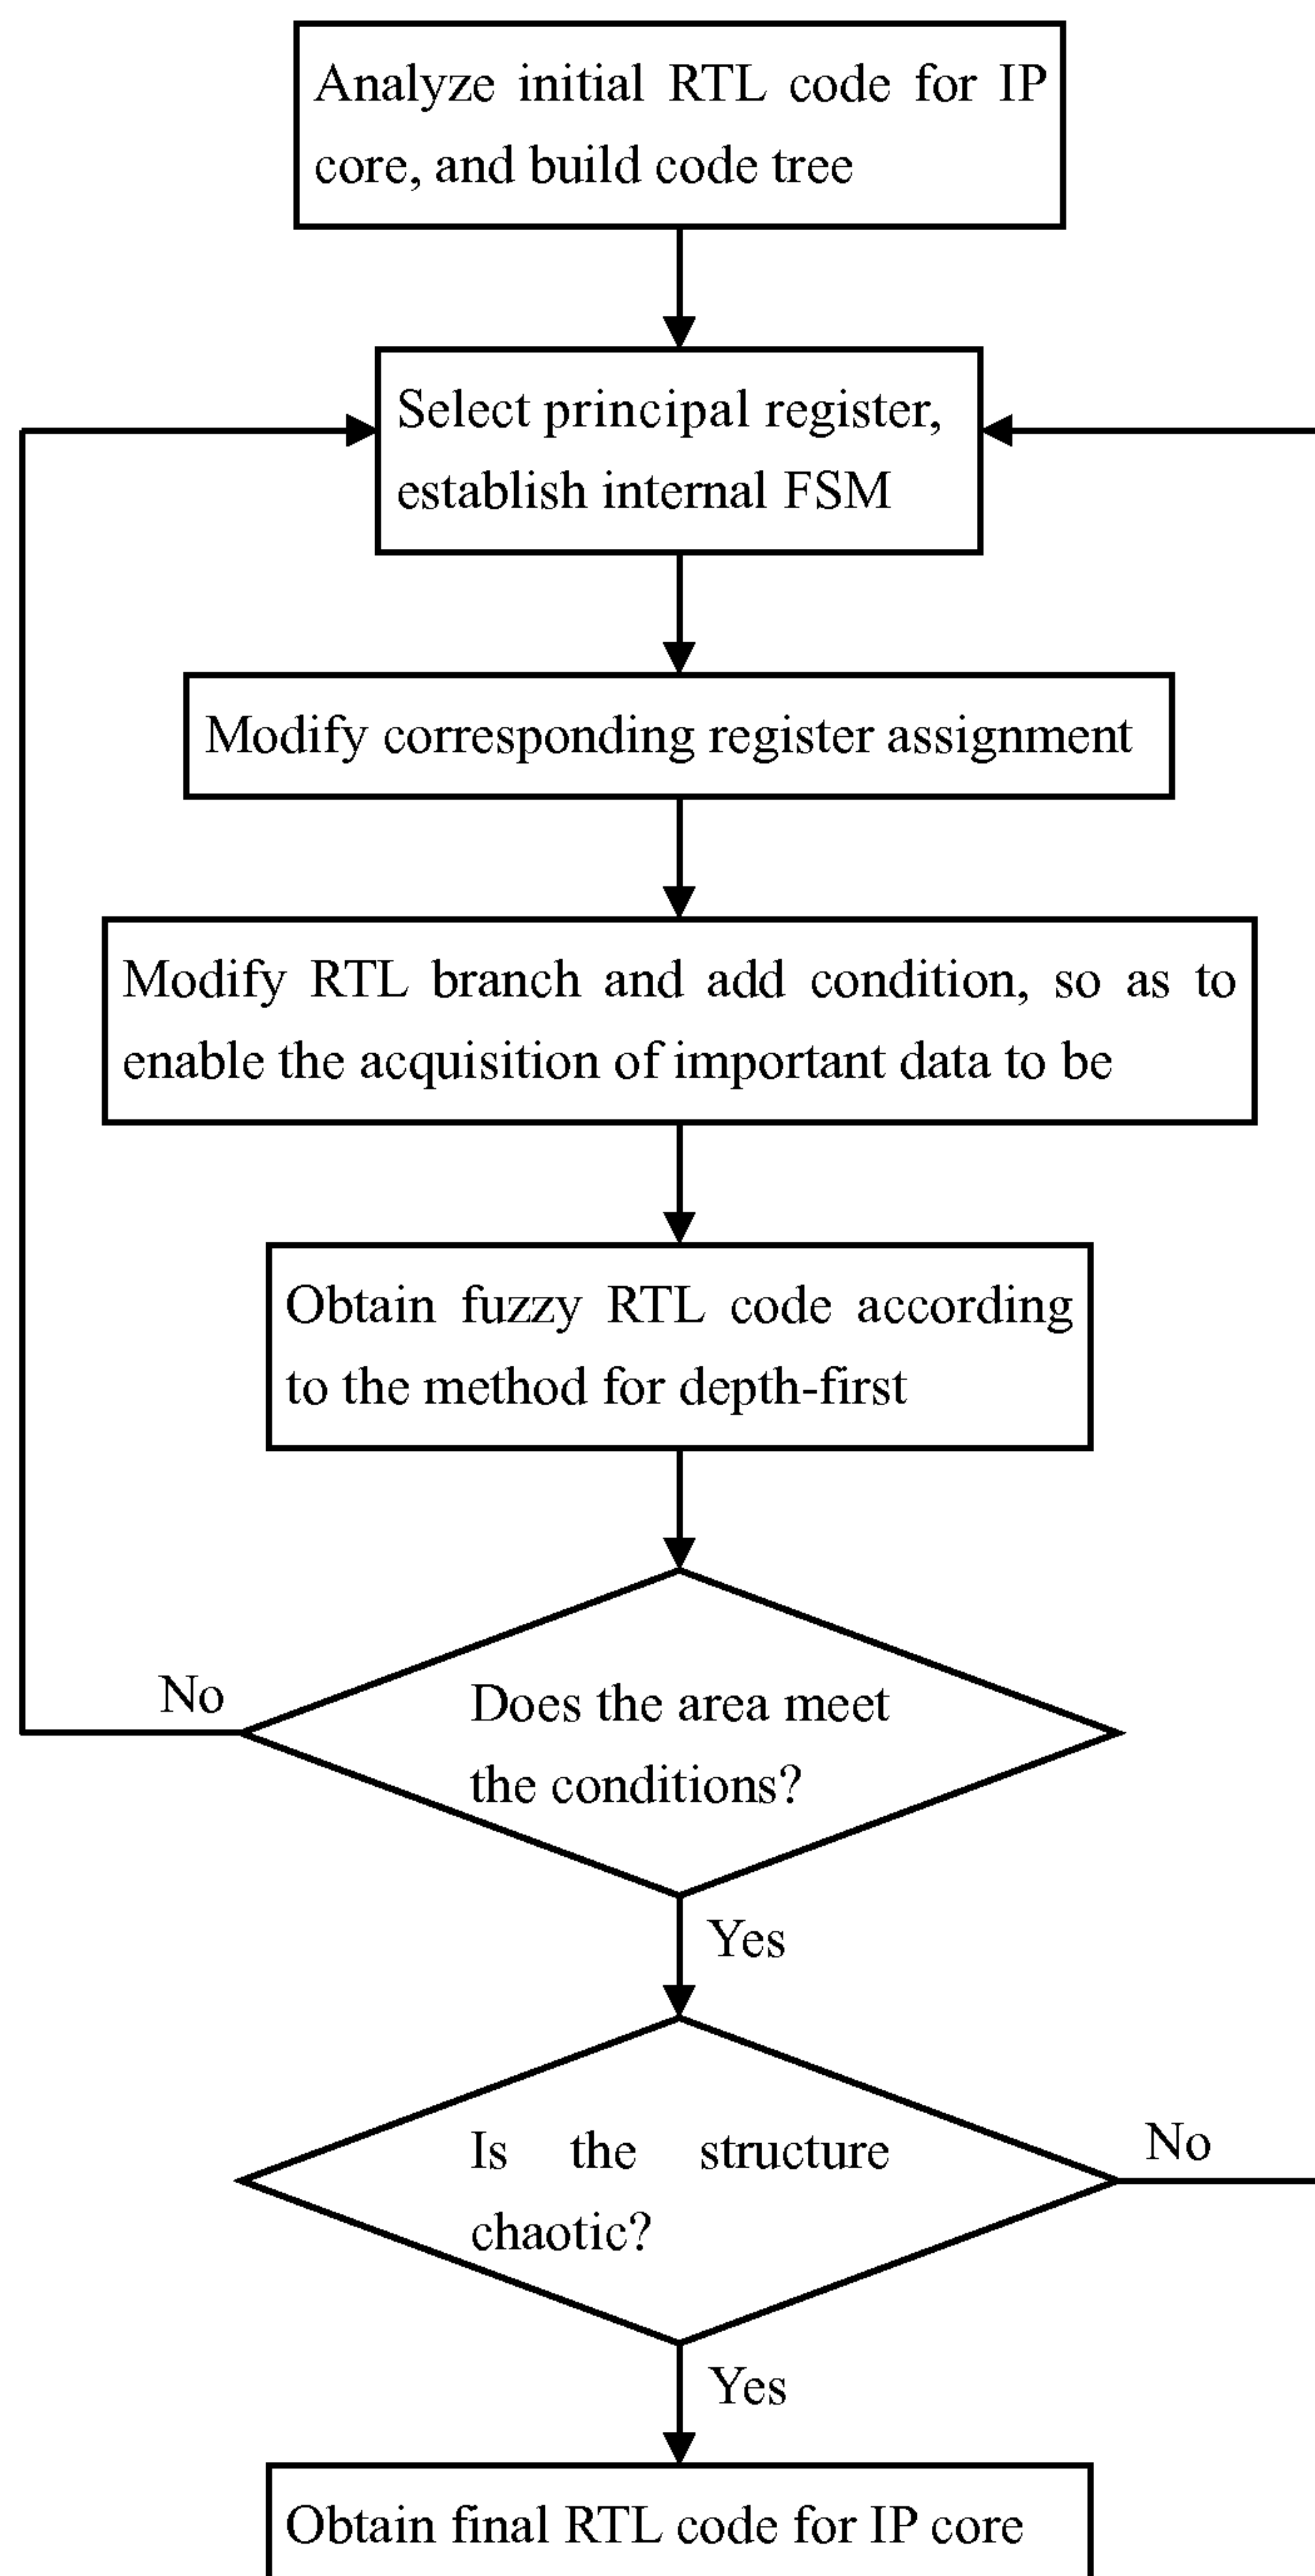 Analyze initial RTL code for IP
core, and build code tree
Select principal register,
establish internal FSM
Modify corresponding register assignment
Modify RTL branch and add condition, so as to
enable the acquisition of important data to be
Obtain fuzzy RTL code according
to the method for depth-first
No
Does the area meet
the conditions?
Yes
Is the structure
chaotic?
No
Yes
Obtain final RTL code for IP core